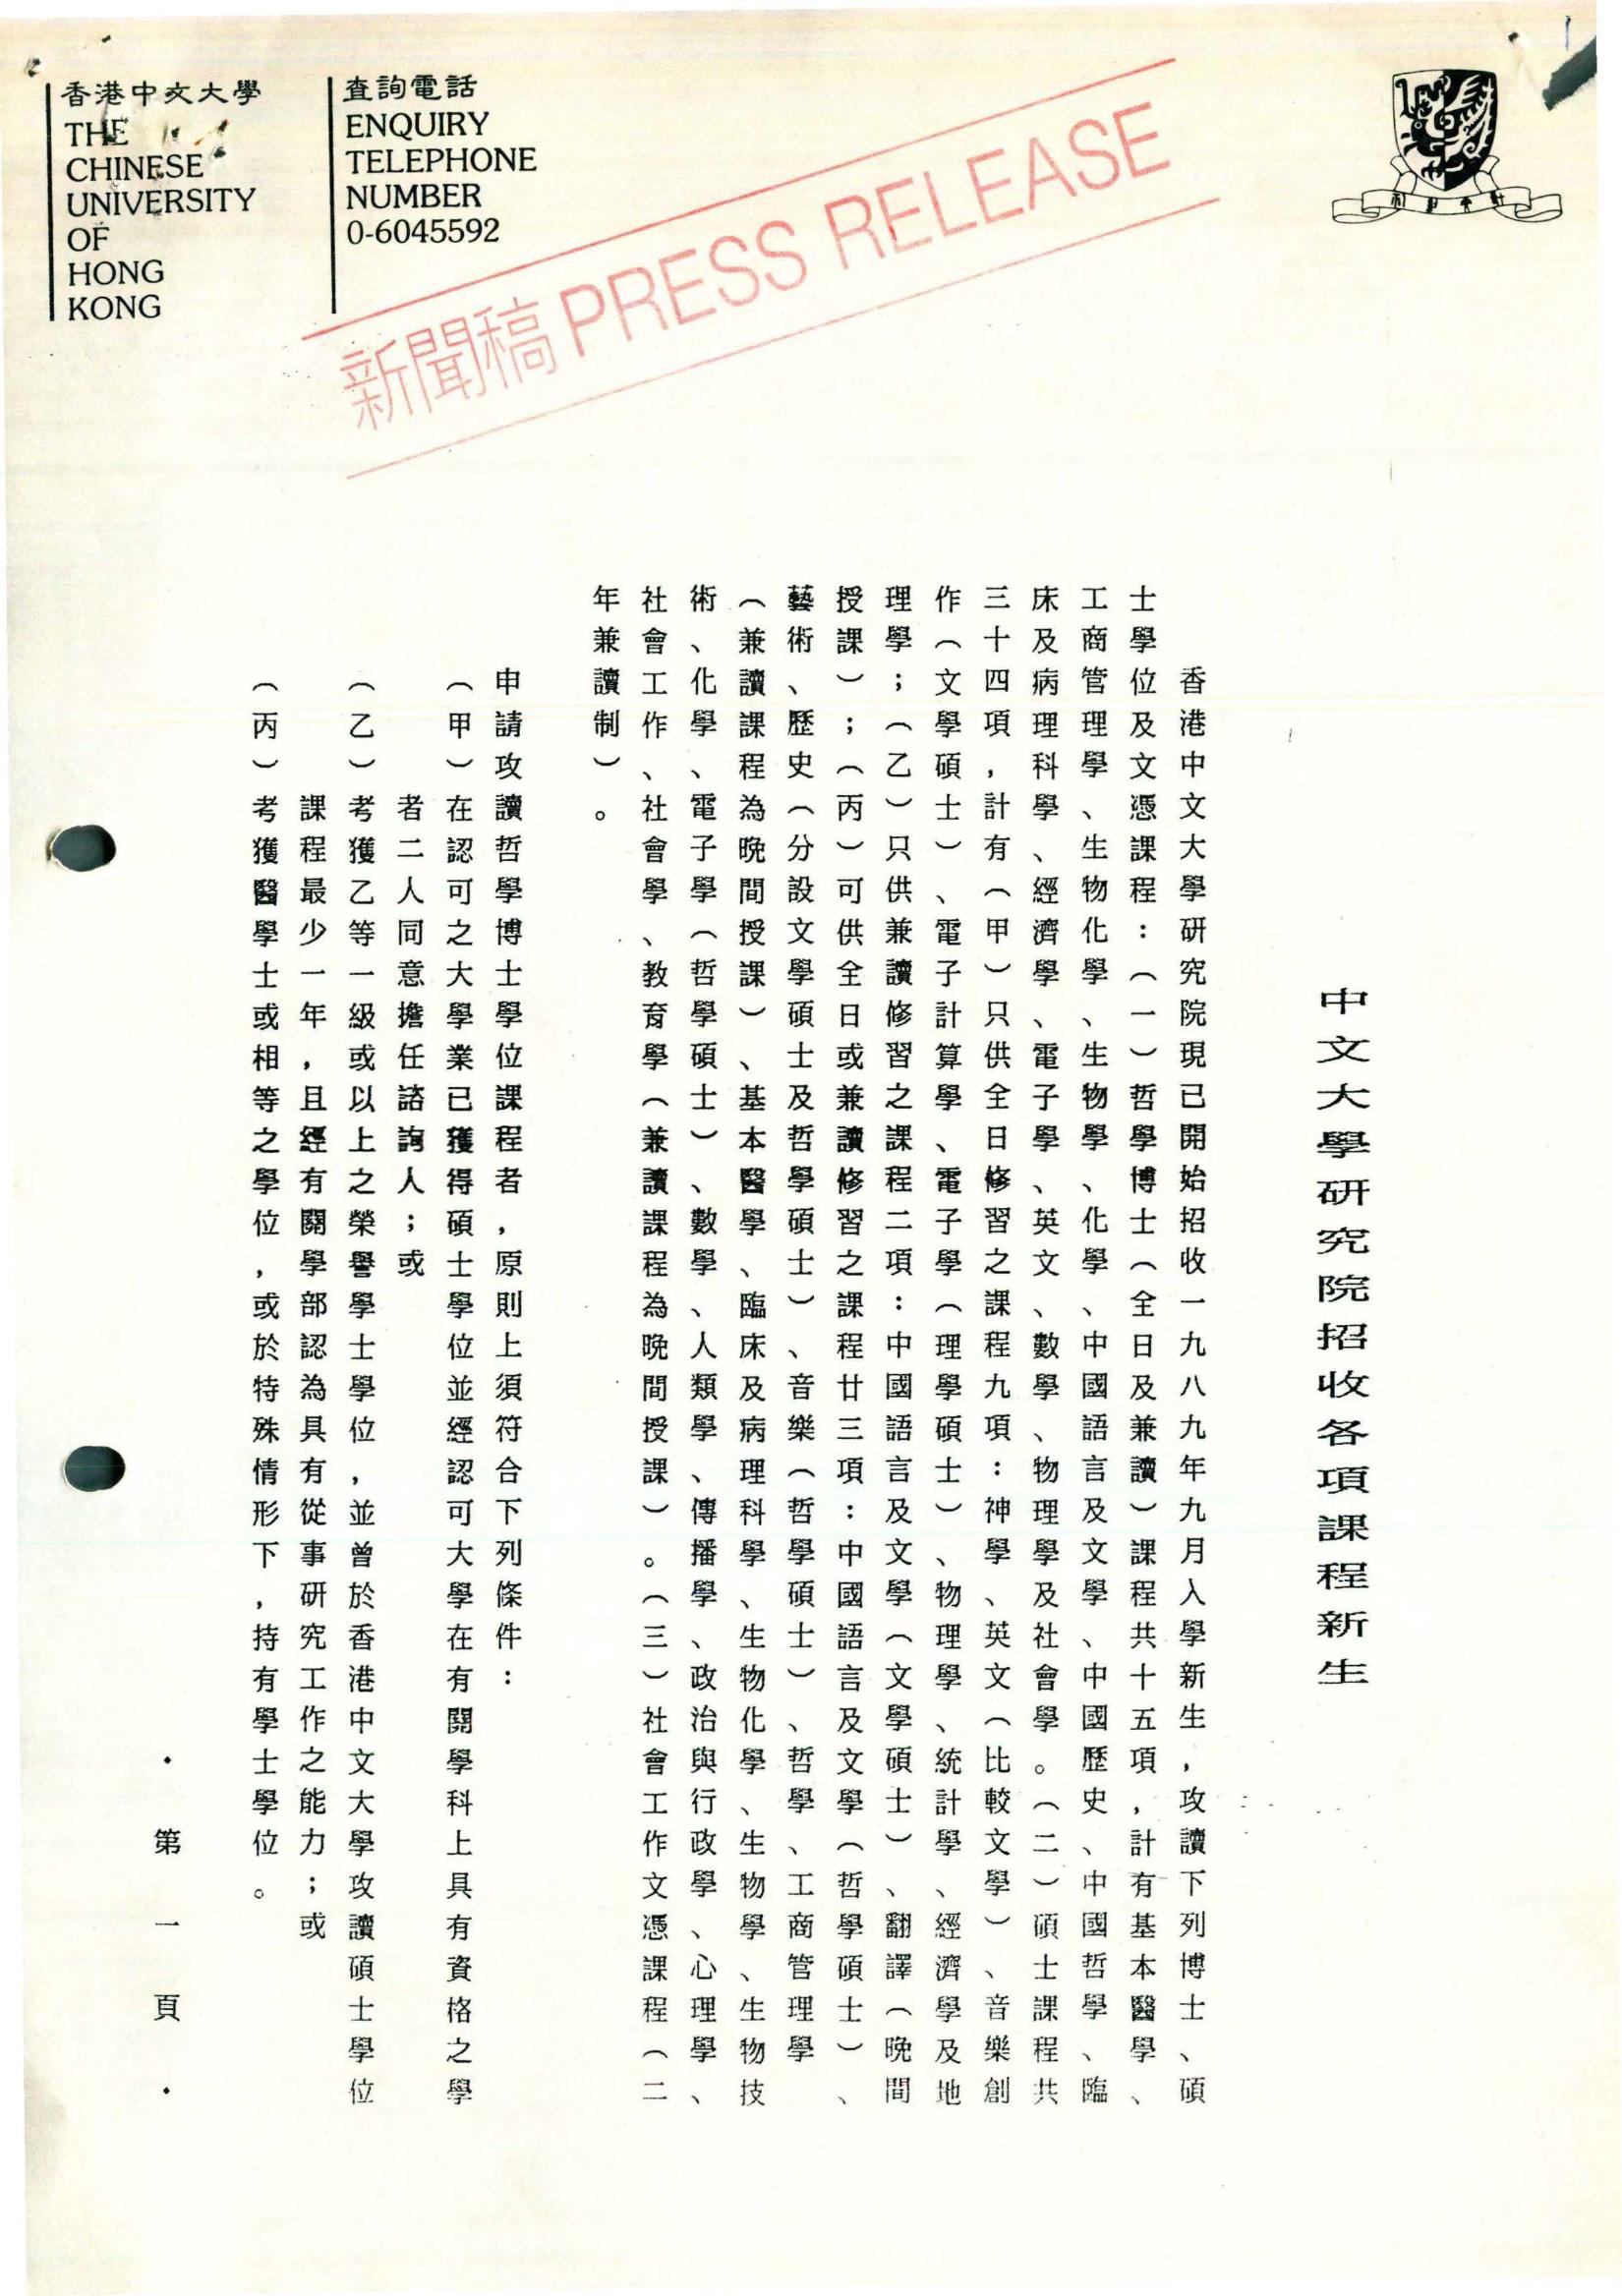 香港中文大學
THE
CHINESE
UNIVERSITY
OF
HONG
KONG
查詢電話
ENQUIRY
TELEPHONE
NUMBER
0-6045592
新聞稿 PRESS RELEASE
中文大學研究院招收各項課程新生
香港中文大學研究院現已開始招收一九八九年九月入學新生，攻讀下列博士、碩
士學位及文憑課程：（一）哲學博士（全日及兼讀）課程共十五項，計有基本醫學、
工商管理學、生物化學、生物學、化學、中國語言及文學、中國歷史、中國哲學、臨
床及病理科學、經濟學、電子學、英文、數學、物理學及社會學。（二）碩士課程共
三十四項，計有（甲）只供全日修習之課程九項：神學、英文（比較文學）、音樂創
作（文學碩士）、電子計算學、電子學（理學碩士）、物理學、統計學、經濟學及地
理學；（乙）只供兼讀修習之課程二項：中國語言及文學（文學碩士）、翻譯（晚間
授課）；（丙）可供全日或兼讀修習之課程廿三項：中國語言及文學（哲學碩士）、
藝術、歷史（分設文學碩士及哲學碩士）、音樂（哲學碩士）、哲學、工商管理學
（兼讀課程為晚間授課）、基本醫學、臨床及病理科學、生物化學、生物學、生物技
術、化學、電子學（哲學碩士）、數學、人類學、傳播學、政治與行政學、心理學、
社會工作、社會學、教育學（兼讀課程為晚間授課）。（三）社會工作文憑課程（二
年兼讀制）。
申請攻讀哲學博士學位課程者，原則上須符合下列條件：
（甲）在認可之大學業已獲得碩士學位並經認可大學在有關學科上具有資格之學
者二人同意擔任諮詢人；或
（乙）考獲乙等一級或以上之榮譽學士學位，並曾於香港中文大學攻讀碩士學位
課程最少一年，且經有關學部認為具有從事研究工作之能力；或
（丙）考獲醫學士或相等之學位，或於特殊情形下，持有學士學位。
·第一頁·